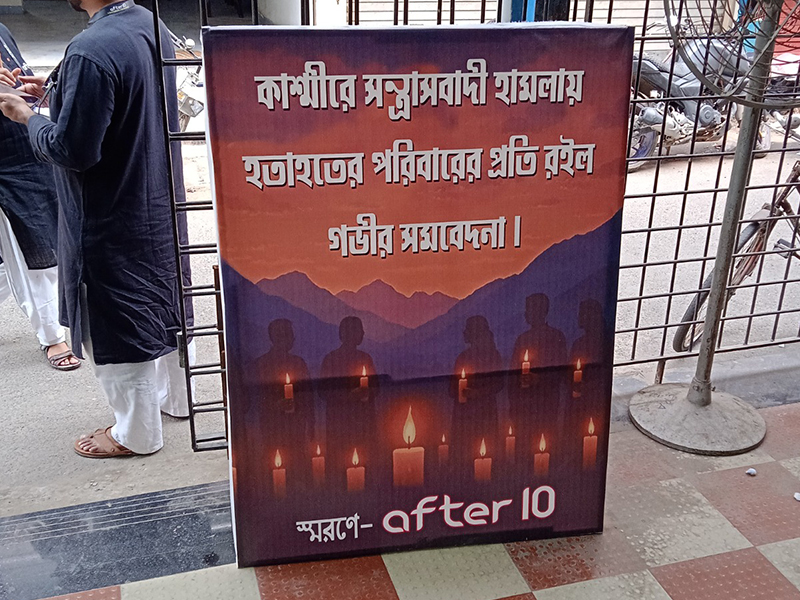 কাশ্মীরে সন্ত্রাসবাদী হামলায়
হতাহতের পরিবারের প্রতি রইল
গভীর সমবেদনা।
স্মরণে- after 10